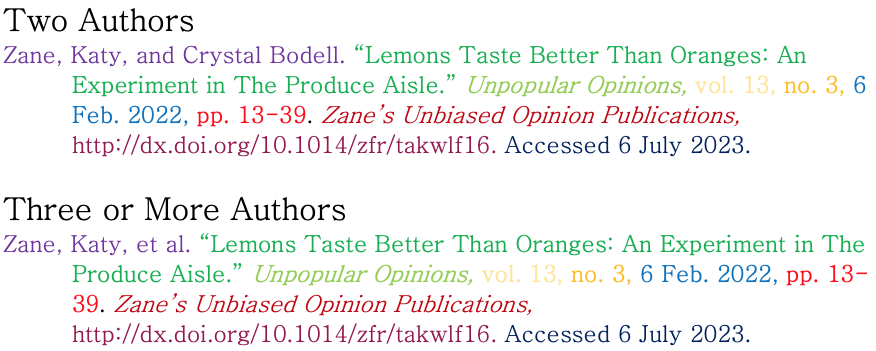 Two Authors
Zane, Katy, and Crystal Bodell. “Lemons Taste Better Than Oranges: An
Experiment in The Produce Aisle.” Unpopular Opinions, vol. 13, no. 3, 6
Feb. 2022, pp. 13-39. Zane’s Unbiased Opinion Publications,
http://dx.doi.org/10.1014/zfr/takwlf16. Accessed 6 July 2023.
Three or More Authors
Zane, Katy, et al. “Lemons Taste Better Than Oranges: An Experiment in The
Produce Aisle.” Unpopular Opinions, vol. 13, no. 3, 6 Feb. 2022, pp. 13-
39. Zane’s Unbiased Opinion Publications,
http://dx.doi.org/10.1014/zfr/takwlf16. Accessed 6 July 2023.